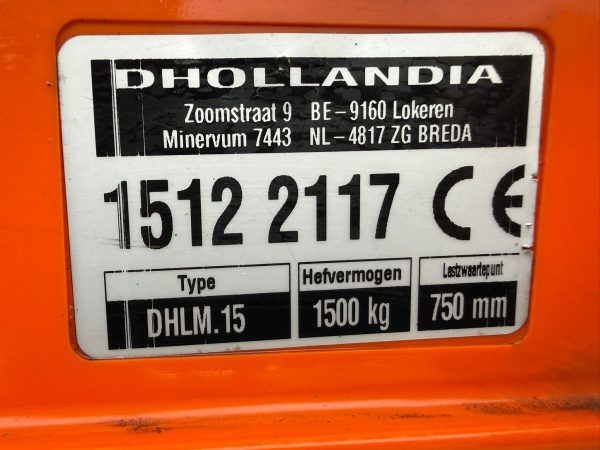 DHOLLANDIA
Zoomstraat 9 BE-9160 Lokeren
Minervum 7443 NL-4817 ZG BREDA
1512 2117 CE
Type Hefvermogen Lastzwaartepunt
DHLM.15 1500 kg 750 mm